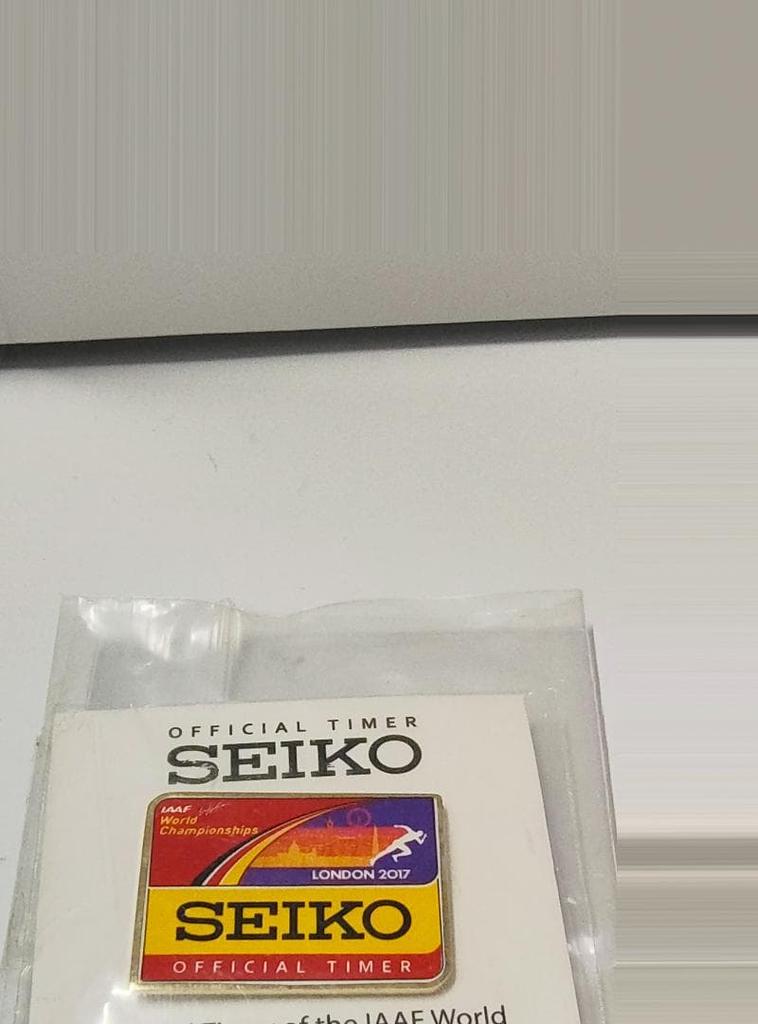 OFFICIAL TIMER
SEIKO
IAAF
World
Championships
LONDON 2017
SEIKO
OFFICIAL TIMER
of the IAAF World